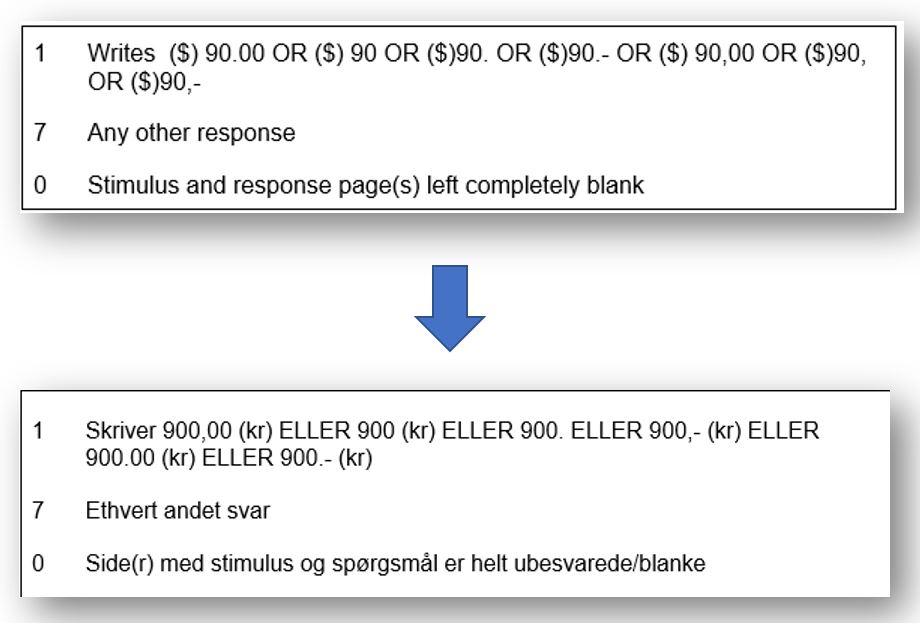 1 Writes ($) 90.00 OR ($) 90 OR ($)90. OR ($)90.- OR ($) 90,00 OR ($)90,
OR ($)90,-
7 Any other response
0 Stimulus and response page(s) left completely blank
1 Skriver 900,00 (kr) ELLER 900 (kr) ELLER 900. ELLER 900,- (kr) ELLER
900.00 (kr) ELLER 900.- (kr)
7 Ethvert andet svar
0 Side(r) med stimulus og spørgsmål er helt ubesvarede/blanke